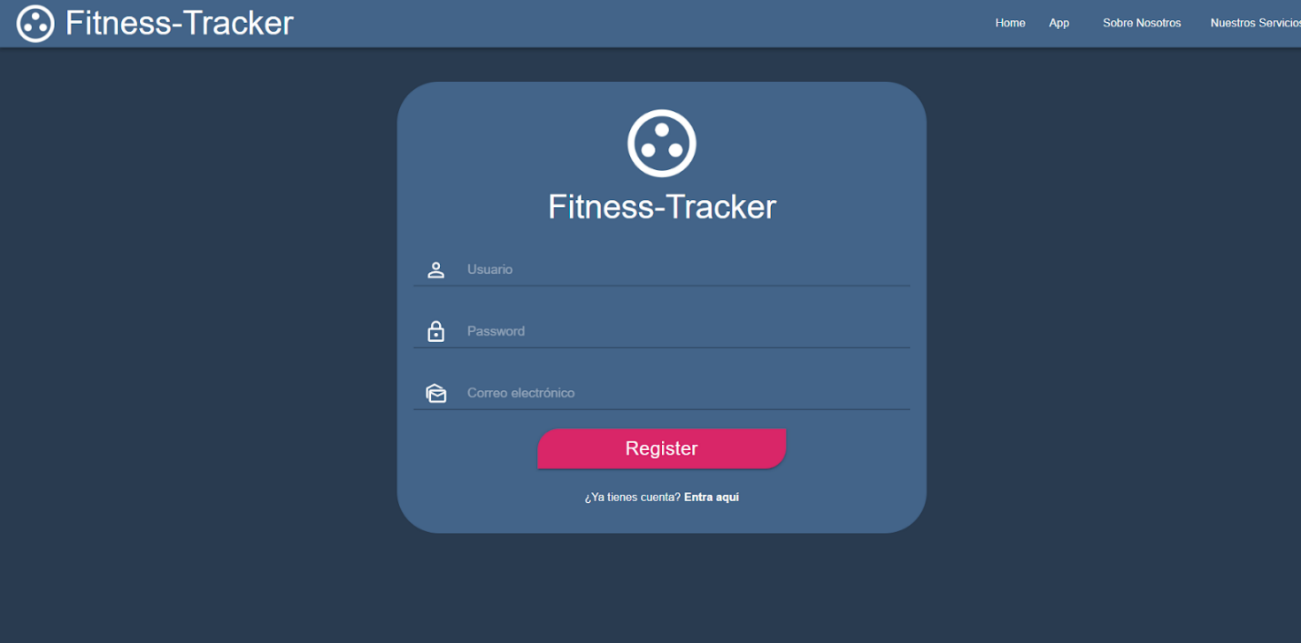 Fitness-Tracker
Home App Sobre Nosotros Nuestros Servicios
Fitness-Tracker
Usuario
Password
Correo electrónico
Register
¿Ya tienes cuenta? Entra aqui